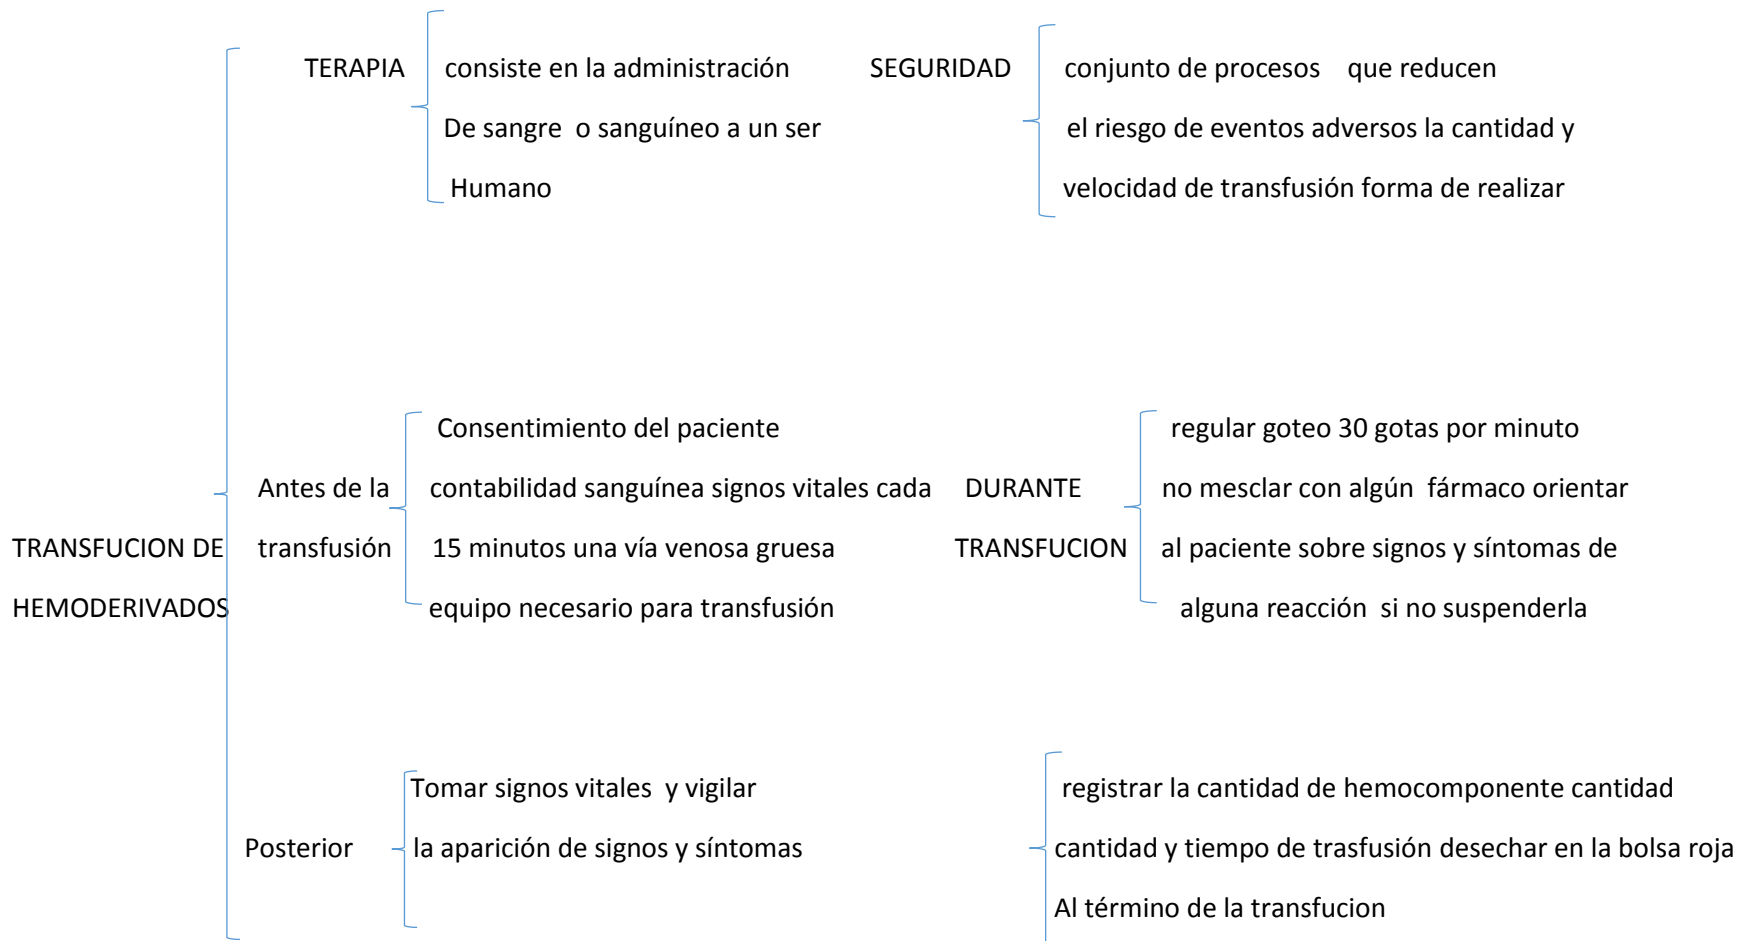 TERAPIA consiste en la administración SEGURIDAD conjunto de procesos que reducen
De sangre o sanguíneo a un ser el riesgo de eventos adversos la cantidad y
Humano velocidad de transfusión forma de realizar
Consentimiento del paciente regular goteo 30 gotas por minuto
Antes de la contabilidad sanguínea signos vitales cada DURANTE no mesclar con algún fármaco orientar
TRANSFUCION DE transfusión 15 minutos una vía venosa gruesa TRANSFUCION al paciente sobre signos y síntomas de
HEMODERIVADOS equipo necesario para transfusión alguna reacción si no suspenderla
Tomar signos vitales y vigilar registrar la cantidad de hemocomponente cantidad
Posterior la aparición de signos y síntomas cantidad y tiempo de trasfusión desechar en la bolsa roja
Al término de la transfucion